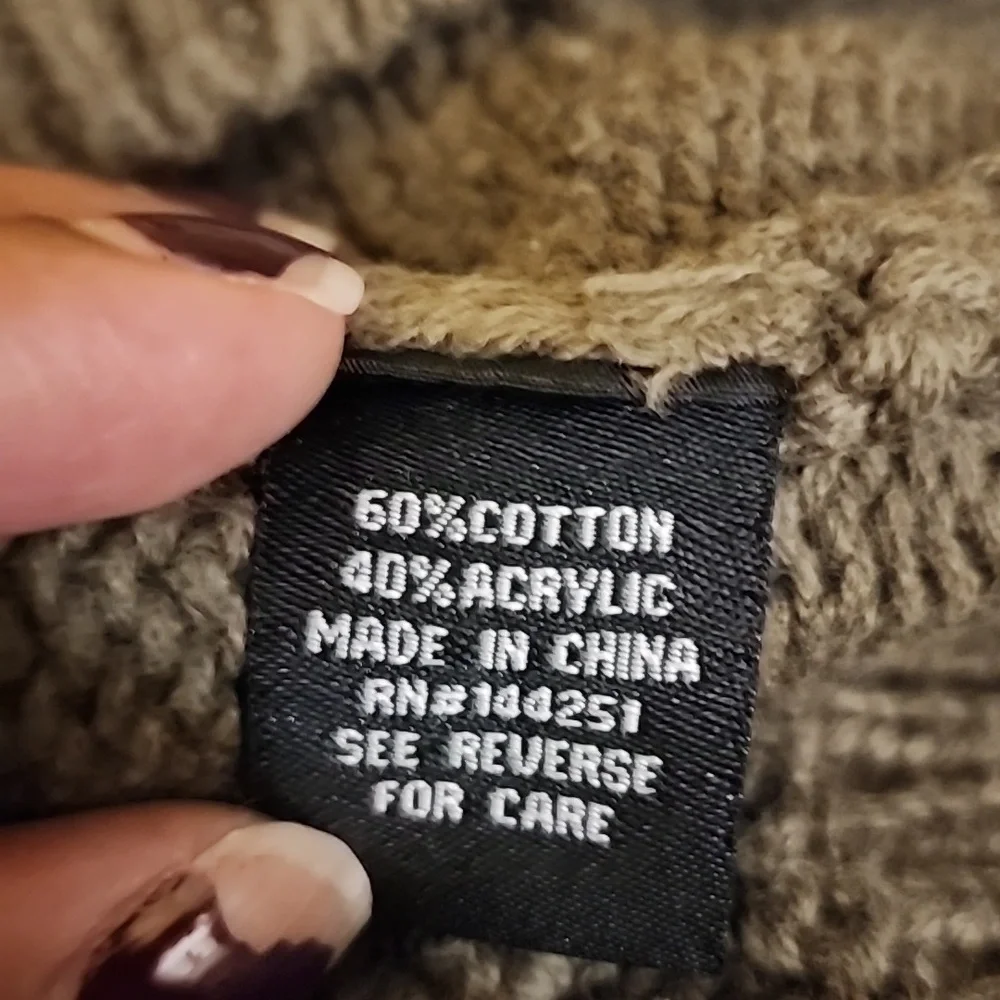 60%COTTON
40%ACRYLIC
MADE IN CHINA
RN#144251
SEE REVERSE
FOR CARE